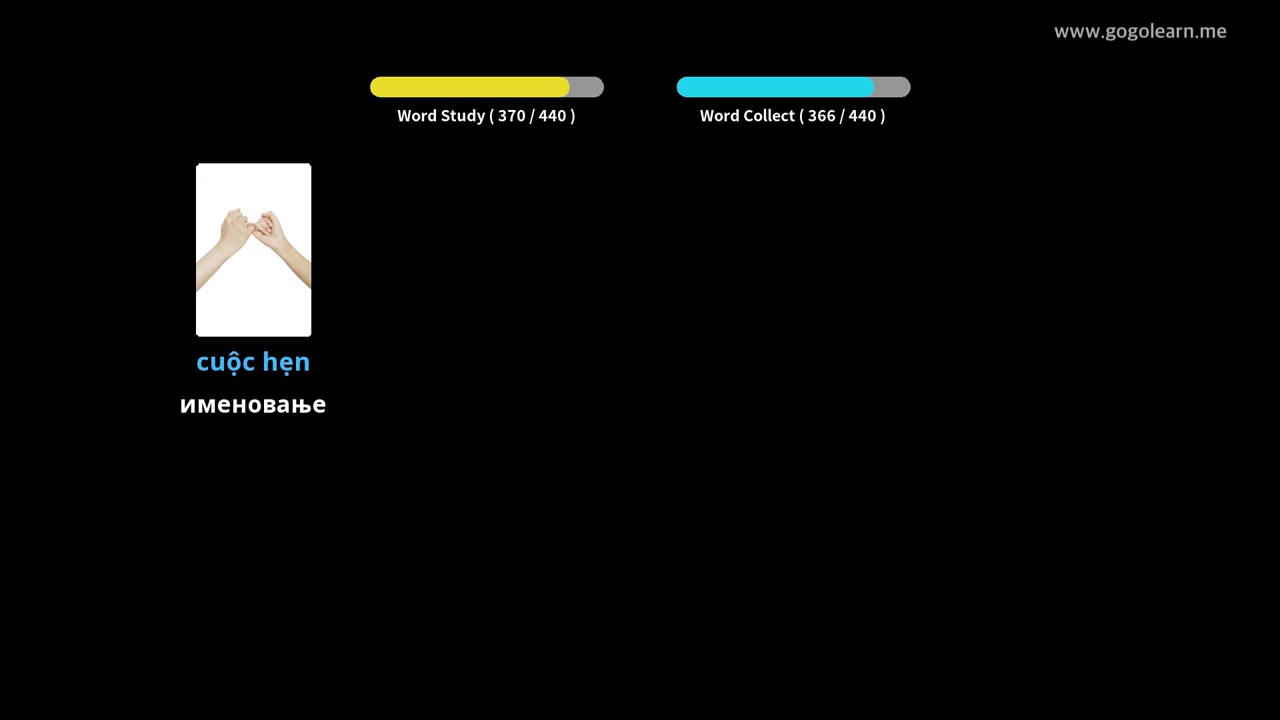 www.gogolearn.me
Word Study ( 370 / 440 )
Word Collect ( 366 / 440 )
cuộc hẹn
именовање